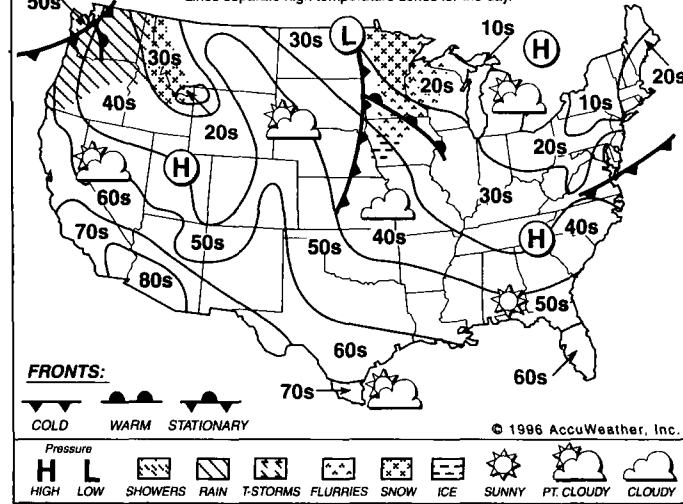 Lines separate high temperature zones for the day.
50s
30s
L
10s
H
30s
20s
20s
40s
10s
20s
20s
H
60s
30s
70s
50s
50s
40s
H
40s
80s
50s
60s
70s
60s
FRONTS:
COLD WARM STATIONARY
© 1996 AccuWeather, Inc.
Pressure
H L
HIGH LOW SHOWERS RAIN T-STORMS FLURRIES SNOW ICE SUNNY PT. CLOUDY CLOUDY